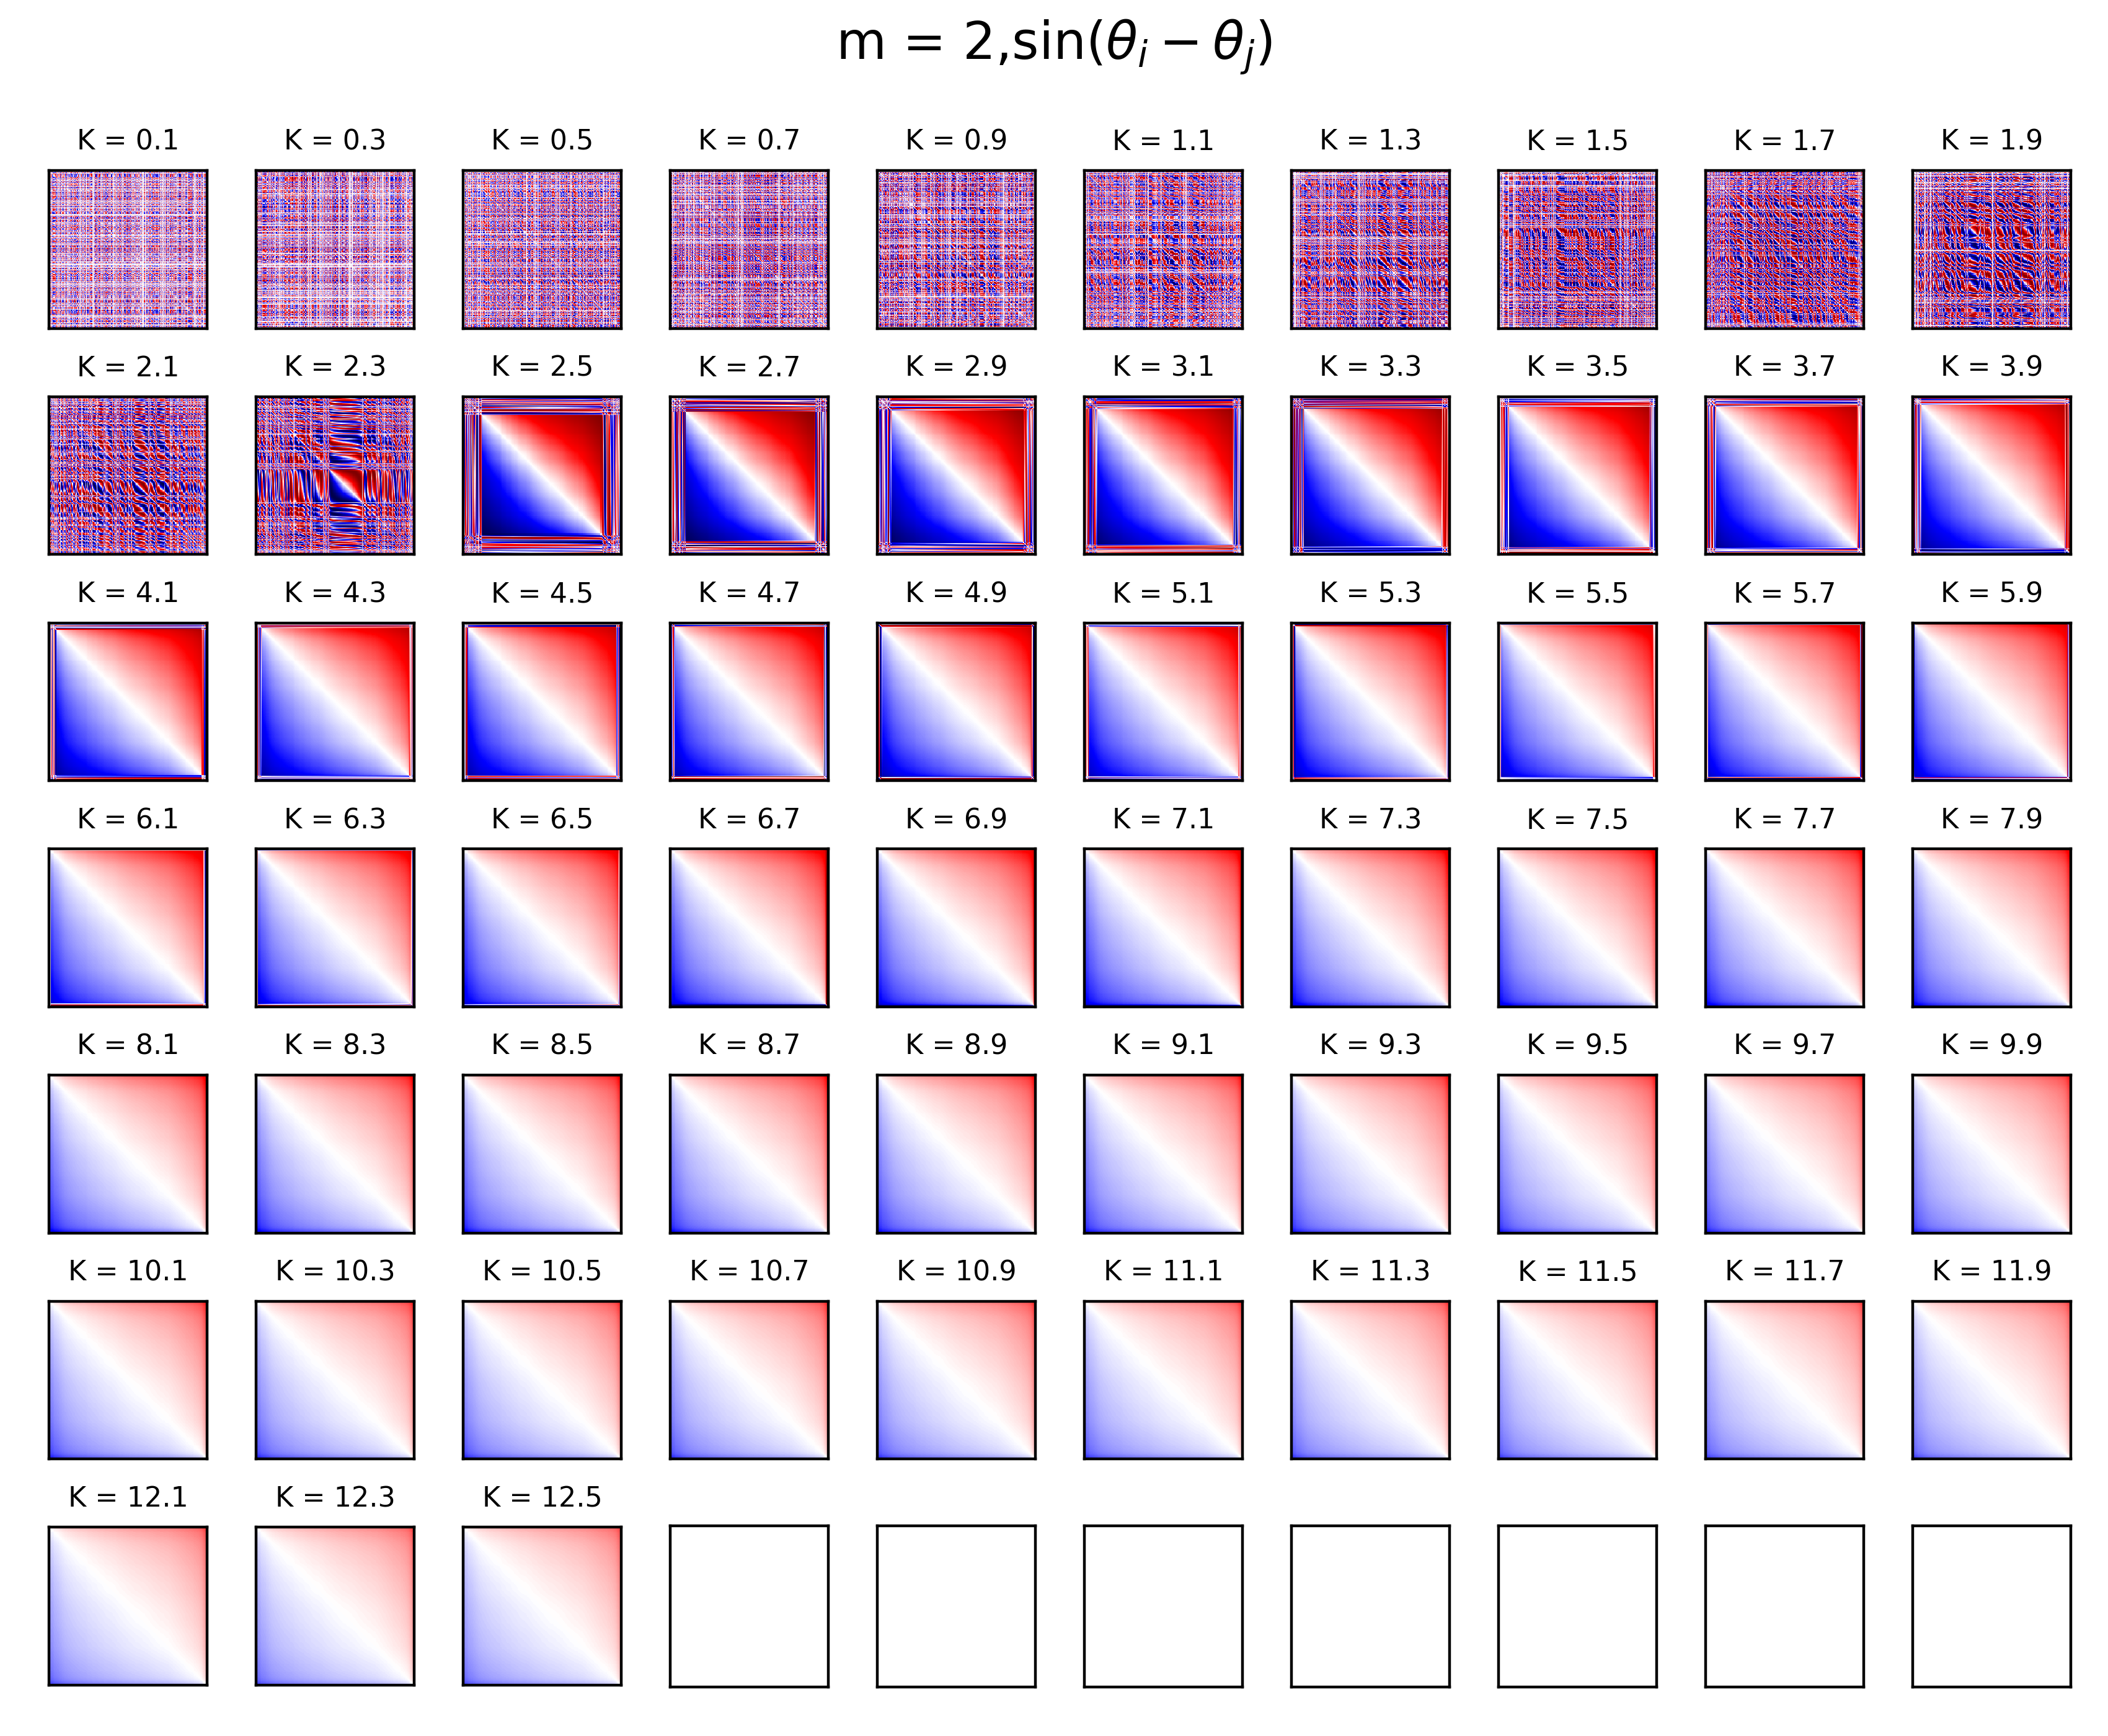 m = 2,sin(θᵢ − θⱼ)
K = 0.1 K = 0.3 K = 0.5 K = 0.7 K = 0.9 K = 1.1 K = 1.3 K = 1.5 K = 1.7 K = 1.9
K = 2.1 K = 2.3 K = 2.5 K = 2.7 K = 2.9 K = 3.1 K = 3.3 K = 3.5 K = 3.7 K = 3.9
K = 4.1 K = 4.3 K = 4.5 K = 4.7 K = 4.9 K = 5.1 K = 5.3 K = 5.5 K = 5.7 K = 5.9
K = 6.1 K = 6.3 K = 6.5 K = 6.7 K = 6.9 K = 7.1 K = 7.3 K = 7.5 K = 7.7 K = 7.9
K = 8.1 K = 8.3 K = 8.5 K = 8.7 K = 8.9 K = 9.1 K = 9.3 K = 9.5 K = 9.7 K = 9.9
K = 10.1 K = 10.3 K = 10.5 K = 10.7 K = 10.9 K = 11.1 K = 11.3 K = 11.5 K = 11.7 K = 11.9
K = 12.1 K = 12.3 K = 12.5